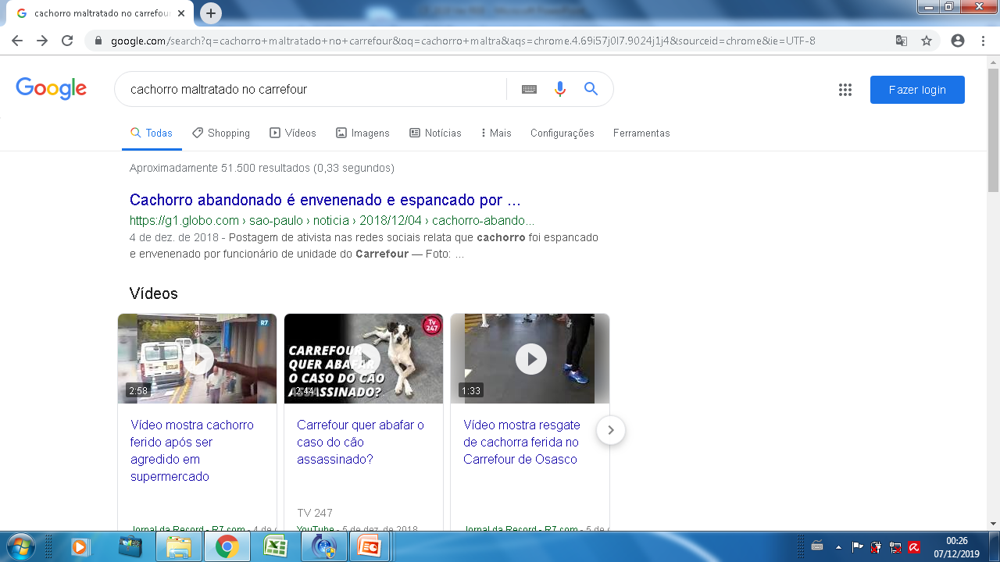 cachorro maltratado no carrefou
google.com/search?q=cachorro+maltratado+no+carrefour&oq=cachorro+maltra&aqs=chrome.4.69i57j0l7.9024j1j4&sourceid=chrome&ie=UTF-8
Google
cachorro maltratado no carrefour
Fazer login
Todas
Shopping
Vídeos
Imagens
Notícias
Mais
Configurações
Ferramentas
Aproximadamente 51.500 resultados (0,33 segundos)
Cachorro abandonado é envenenado e espancado por ...
https://g1.globo.com › sao-paulo › noticia › 2018/12/04 › cachorro-abando...
4 de dez. de 2018 - Postagem de ativista nas redes sociais relata que cachorro foi espancado
e envenenado por funcionário de unidade do Carrefour — Foto: ...
Vídeos
R7
2:58
Vídeo mostra cachorro
ferido após ser
agredido em
supermercado
Jornal da Record - R7.com - 4 de
Tv
247
CARREFOUR
QUER ABAFAR
O CASO DO CÃO
ASSASSINADO?
2:44
Carrefour quer abafar o
caso do cão
assassinado?
TV 247
YouTube - 5 de dez. de 2018
1:33
Vídeo mostra resgate
de cachorra ferida no
Carrefour de Osasco
Jornal da Record - R7.com - 5 de
00:26
07/12/2019